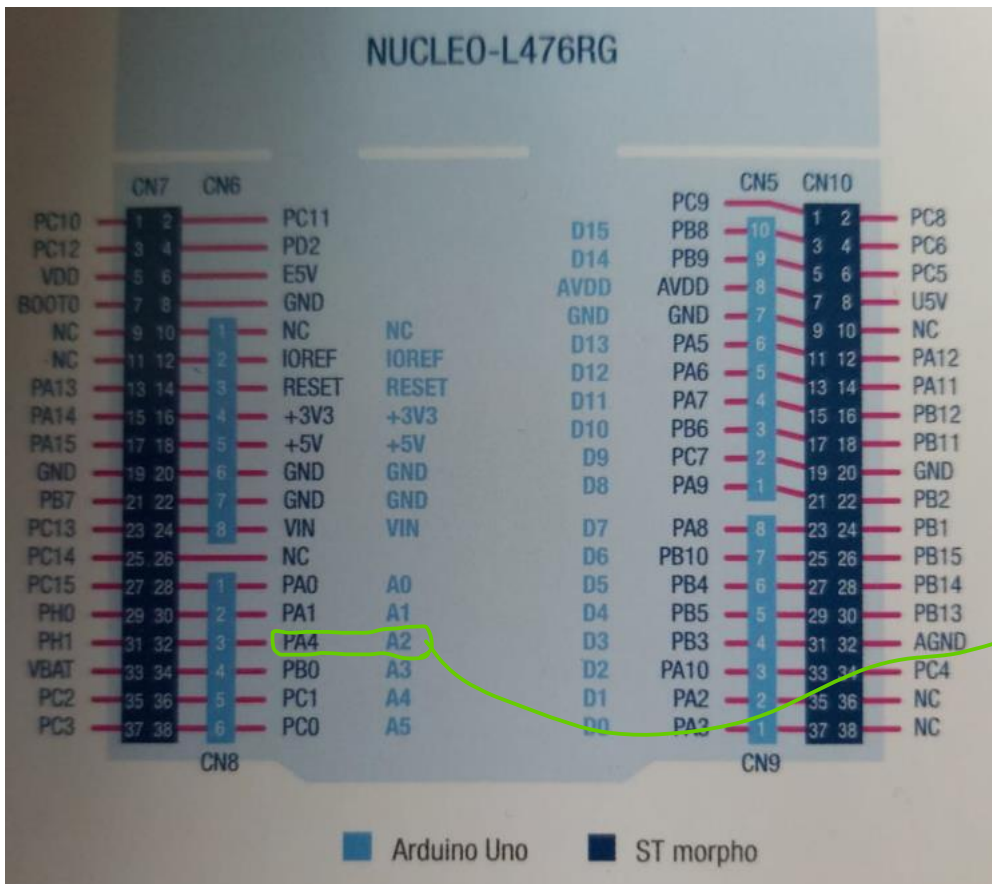 NUCLEO-L476RG
CN7 CN6 CN5 CN10
PC9
PC10 1 2 PC11 D15 PB8 10 1 2 PC8
PC12 3 4 PD2 D14 PB9 9 3 4 PC6
VDD 5 6 E5V AVDD AVDD 8 5 6 PC5
BOOT0 7 8 GND GND GND 7 7 8 U5V
NC 9 10 1 NC NC D13 PA5 6 9 10 NC
NC 11 12 2 IOREF IOREF D12 PA6 5 11 12 PA12
PA13 13 14 3 RESET RESET D11 PA7 4 13 14 PA11
PA14 15 16 4 +3V3 +3V3 D10 PB6 3 15 16 PB12
PA15 17 18 5 +5V +5V D9 PC7 2 17 18 PB11
GND 19 20 6 GND GND D8 PA9 1 19 20 GND
PB7 21 22 7 GND GND 21 22 PB2
PC13 23 24 8 VIN VIN D7 PA8 8 23 24 PB1
PC14 25 26 NC D6 PB10 7 25 26 PB15
PC15 27 28 1 PA0 A0 D5 PB4 6 27 28 PB14
PH0 29 30 2 PA1 A1 D4 PB5 5 29 30 PB13
PH1 31 32 3 PA4 A2 D3 PB3 4 31 32 AGND
VBAT 33 34 4 PB0 A3 D2 PA10 3 33 34 PC4
PC2 35 36 5 PC1 A4 D1 PA2 2 35 36 NC
PC3 37 38 6 PC0 A5 D0 PA3 1 37 38 NC
CN8 CN9
Arduino Uno ST morpho